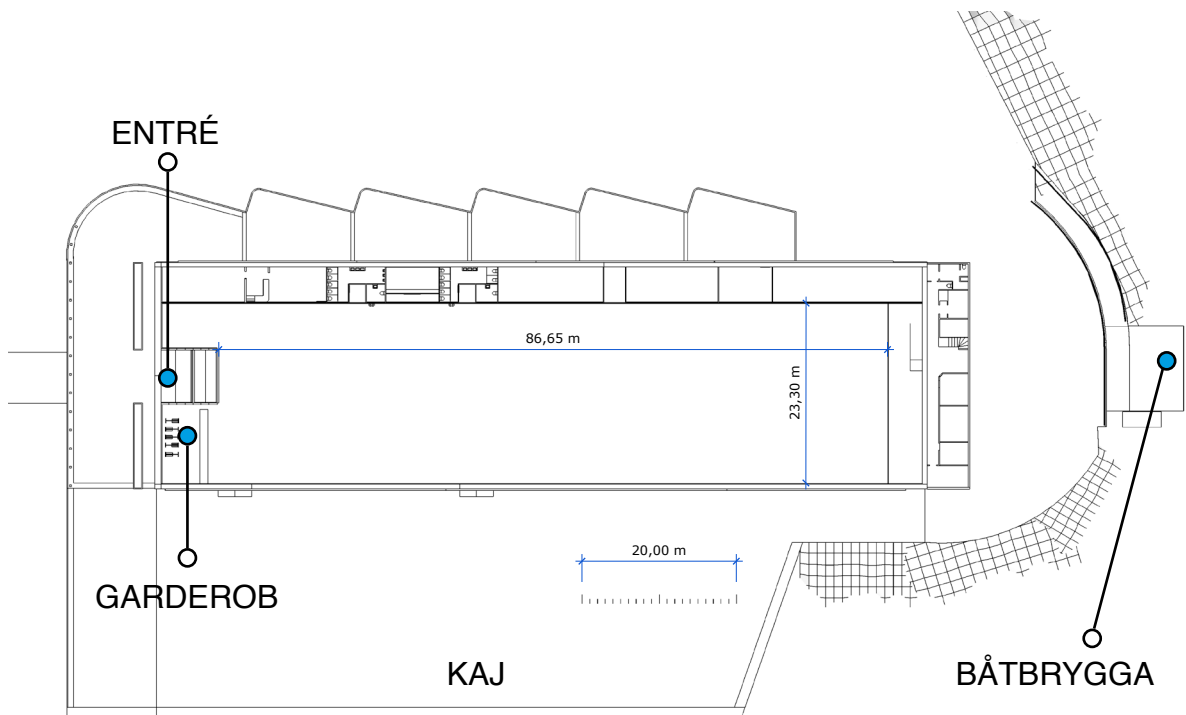 ENTRÉ
86,65 m
23,30 m
20,00 m
GARDEROB
KAJ
BÅTBRYGGA